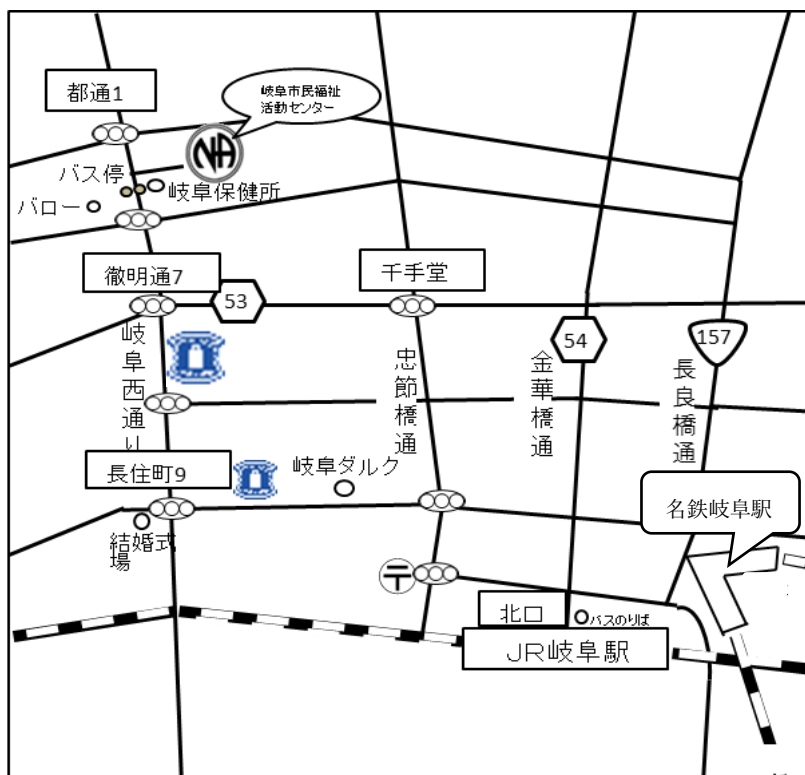 都通1
岐阜市民福祉
活動センター
NA
バス停
岐阜保健所
バロー
徹明通7
53
千手堂
54
157
岐阜西通り
忠節橋通
金華橋通
長良橋通
長住町9
岐阜ダルク
名鉄岐阜駅
結婚式
場
〒
北口
バスのりば
JR岐阜駅